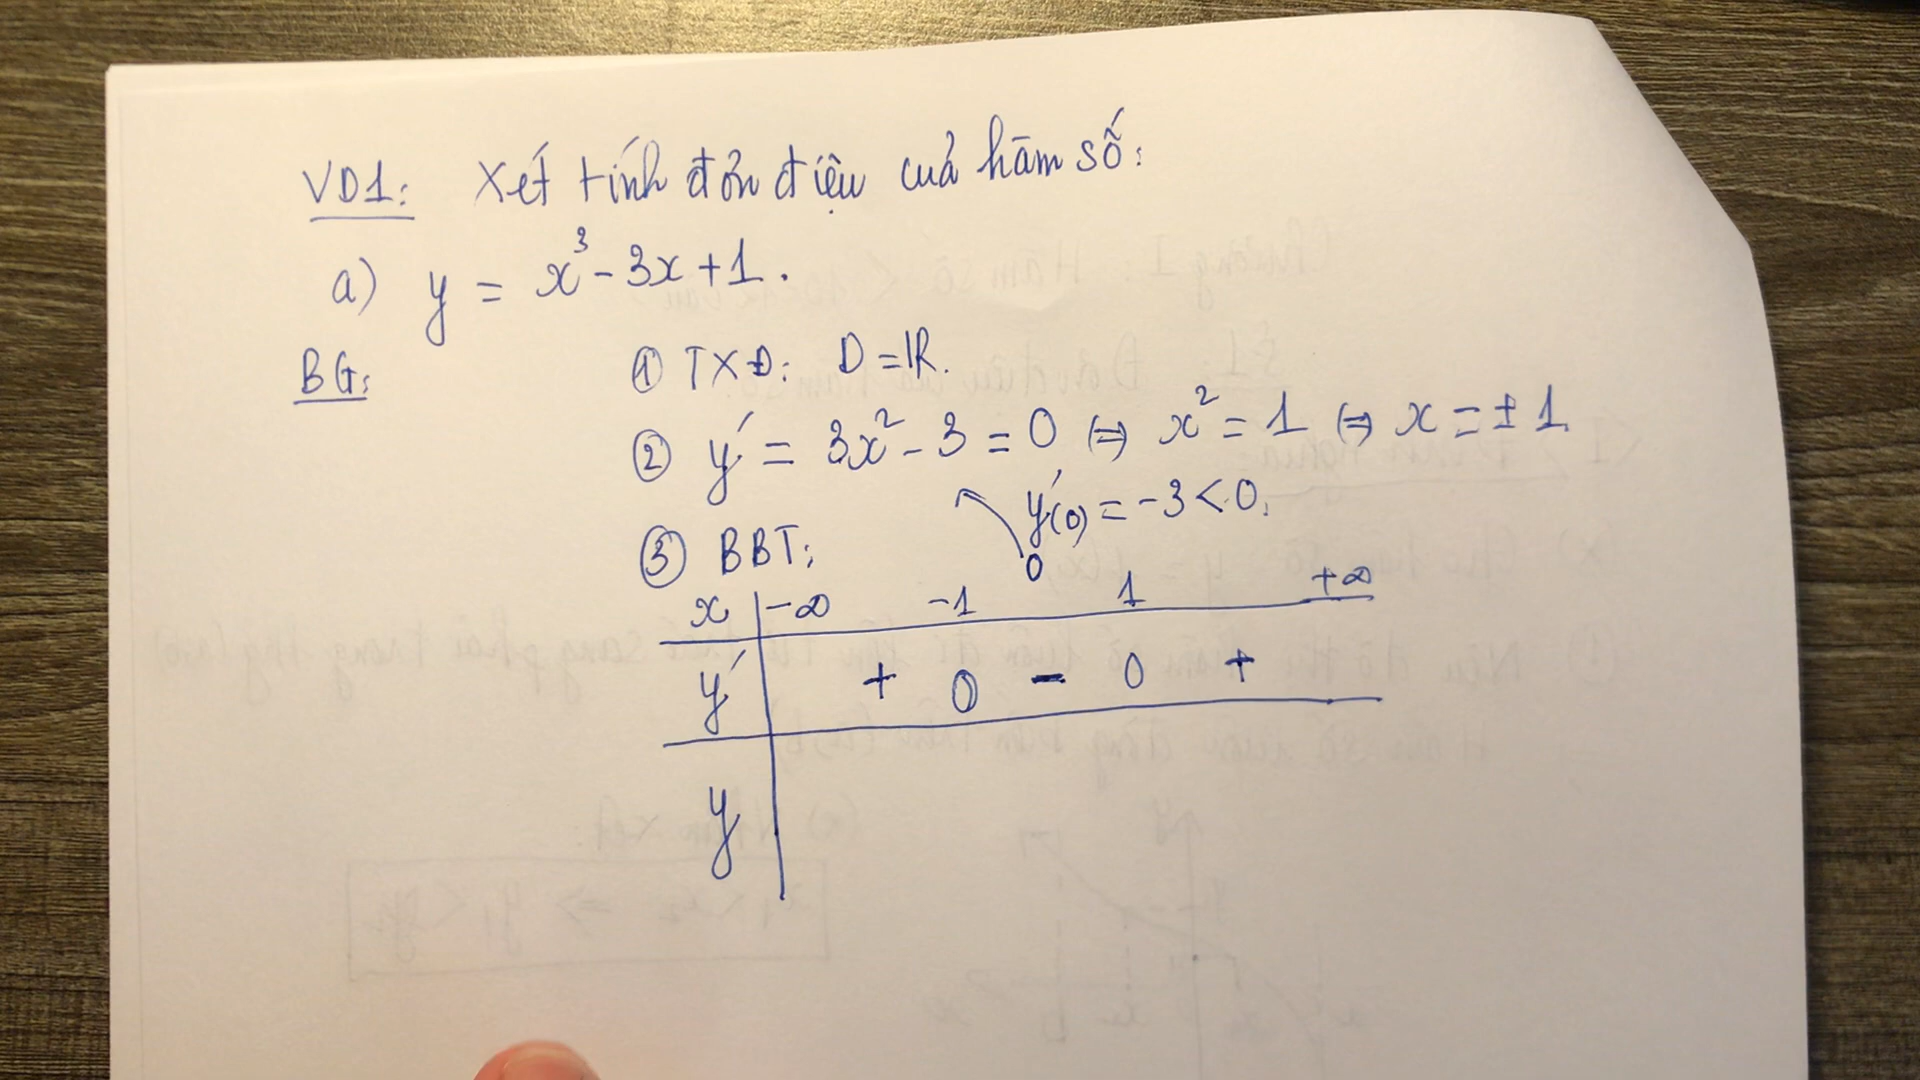 VD1: Xét tính đơn điệu của hàm số:
a) y = x³ - 3x + 1.
BG:
① TXĐ: D = ℝ.
② y' = 3x² - 3 = 0 ⇔ x² = 1 ⇔ x = ± 1.
y'(0) = -3 < 0.
③ BBT:
0
x -∞ -1 1 +∞
y' + 0 - 0 +
y